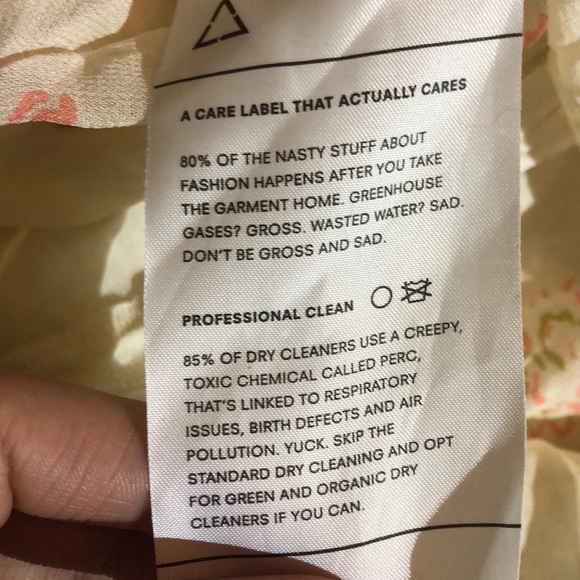 A CARE LABEL THAT ACTUALLY CARES
80% OF THE NASTY STUFF ABOUT
FASHION HAPPENS AFTER YOU TAKE
THE GARMENT HOME. GREENHOUSE
GASES? GROSS. WASTED WATER? SAD.
DON'T BE GROSS AND SAD.
PROFESSIONAL CLEAN
85% OF DRY CLEANERS USE A CREEPY,
TOXIC CHEMICAL CALLED PERC,
THAT'S LINKED TO RESPIRATORY
ISSUES, BIRTH DEFECTS AND AIR
POLLUTION. YUCK. SKIP THE
STANDARD DRY CLEANING AND OPT
FOR GREEN AND ORGANIC DRY
CLEANERS IF YOU CAN.